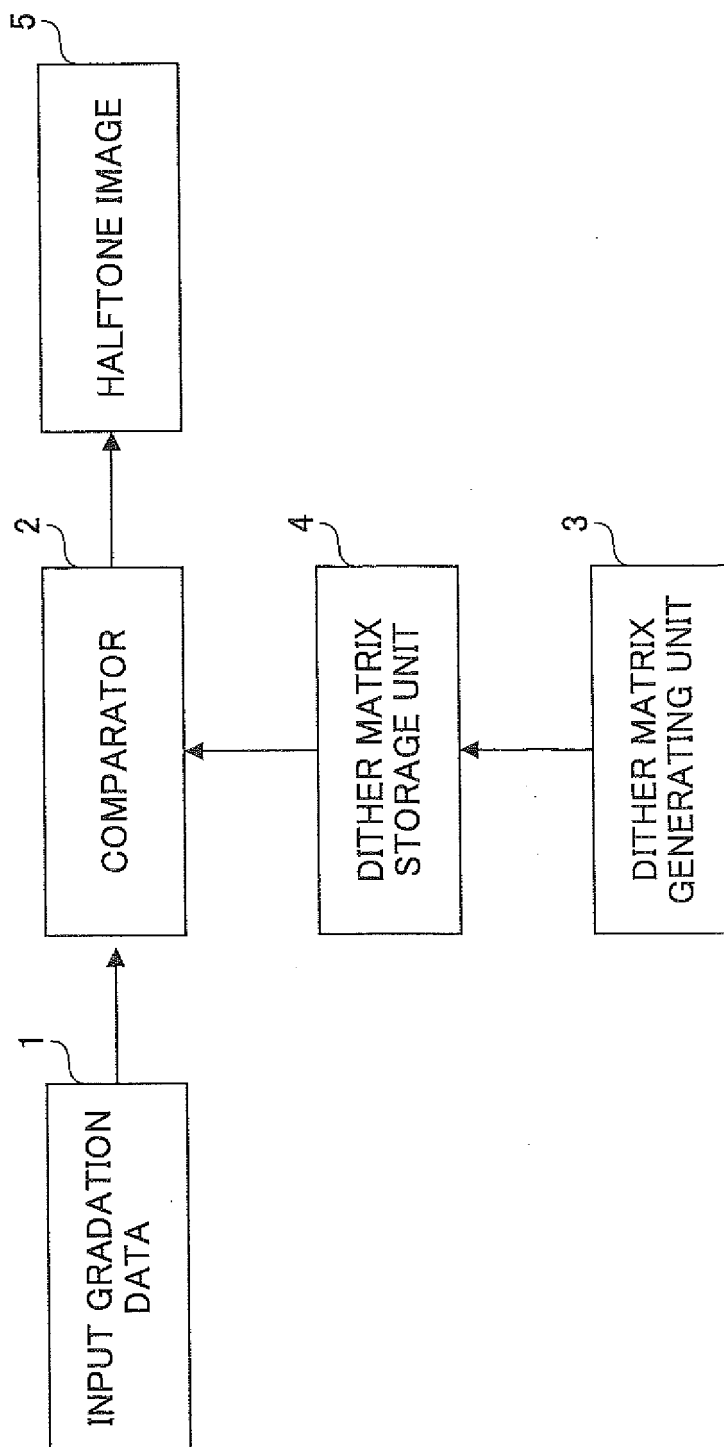 1
INPUT GRADATION
DATA
2
COMPARATOR
5
HALFTONE IMAGE
4
DITHER MATRIX
STORAGE UNIT
3
DITHER MATRIX
GENERATING UNIT